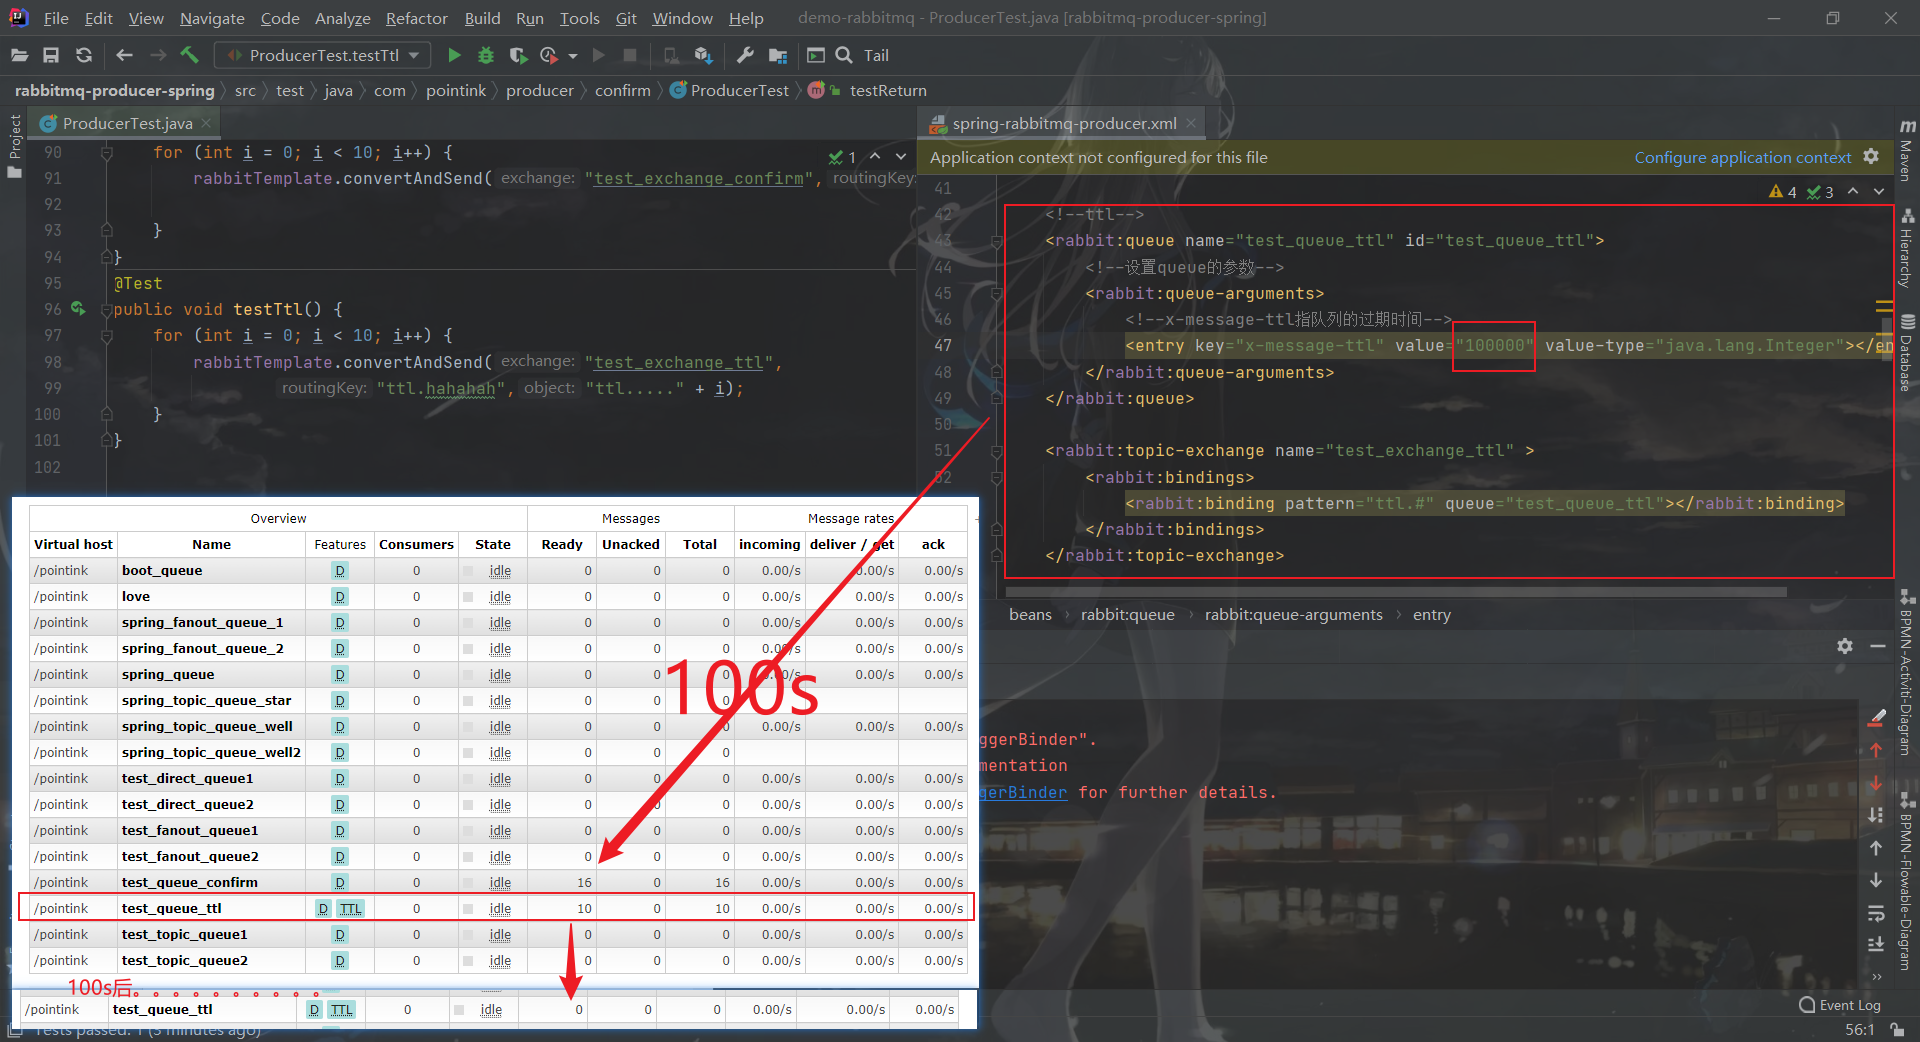 File Edit View Navigate Code Analyze Refactor Build Run Tools Git Window Help demo-rabbitmq - ProducerTest.java [rabbitmq-producer-spring]
ProducerTest.testTtl Tail
rabbitmq-producer-spring src test java com pointink producer confirm ProducerTest testReturn
Project
ProducerTest.java
90 for (int i = 0; i < 10; i++) {
1
91 rabbitTemplate.convertAndSend( exchange: "test_exchange_confirm", routingKey:
92
93 }
94 }
95 @Test
96 public void testTtl() {
97 for (int i = 0; i < 10; i++) {
98 rabbitTemplate.convertAndSend( exchange: "test_exchange_ttl",
99 routingKey: "ttl.hahahah", object: "ttl....." + i);
100 }
101 }
102
spring-rabbitmq-producer.xml
Application context not configured for this file Configure application context
4 3
41
42 <!--ttl-->
43 <rabbit:queue name="test_queue_ttl" id="test_queue_ttl">
44 <!--设置queue的参数-->
45 <rabbit:queue-arguments>
46 <!--x-message-ttl指队列的过期时间-->
47 <entry key="x-message-ttl" value="100000" value-type="java.lang.Integer"></en
48 </rabbit:queue-arguments>
49 </rabbit:queue>
50
51 <rabbit:topic-exchange name="test_exchange_ttl" >
52 <rabbit:bindings>
<rabbit:binding pattern="ttl.#" queue="test_queue_ttl"></rabbit:binding>
</rabbit:bindings>
</rabbit:topic-exchange>
beans rabbit:queue rabbit:queue-arguments entry
Maven
Hierarchy
Database
BPMN-Activiti-Diagram
BPMN-Flowable-Diagram
Overview Messages Message rates +
Virtual host Name Features Consumers State Ready Unacked Total incoming deliver / get ack
/pointink boot_queue D 0 idle 0 0 0 0.00/s 0.00/s 0.00/s
/pointink love D 0 idle 0 0 0 0.00/s 0.00/s 0.00/s
/pointink spring_fanout_queue_1 D 0 idle 0 0 0 0.00/s 0.00/s 0.00/s
/pointink spring_fanout_queue_2 D 0 idle 0 0 0 0.00/s 0.00/s 0.00/s
/pointink spring_queue D 0 idle 0 0 0 0.00/s 0.00/s 0.00/s
/pointink spring_topic_queue_star D 0 idle 0 0 0
/pointink spring_topic_queue_well D 0 idle 0 0 0 0.00/s 0.00/s 0.00/s
/pointink spring_topic_queue_well2 D 0 idle 0 0 0
/pointink test_direct_queue1 D 0 idle 0 0 0 0.00/s 0.00/s 0.00/s
/pointink test_direct_queue2 D 0 idle 0 0 0 0.00/s 0.00/s 0.00/s
/pointink test_fanout_queue1 D 0 idle 0 0 0 0.00/s 0.00/s 0.00/s
/pointink test_fanout_queue2 D 0 idle 0 0 0 0.00/s 0.00/s 0.00/s
/pointink test_queue_confirm D 0 idle 16 0 16 0.00/s 0.00/s 0.00/s
/pointink test_queue_ttl D TTL 0 idle 10 0 10 0.00/s 0.00/s 0.00/s
/pointink test_topic_queue1 D 0 idle 0 0 0 0.00/s 0.00/s 0.00/s
/pointink test_topic_queue2 D 0 idle 0 0 0 0.00/s 0.00/s 0.00/s
100s
100s后。。。。。。。。。。
/pointink test_queue_ttl D TTL 0 idle 0 0 0 0.00/s 0.00/s 0.00/s
ggerBinder".
mentation
gerBinder for further details.
Event Log
Tests passed: 1 (3 minutes ago)
56:1